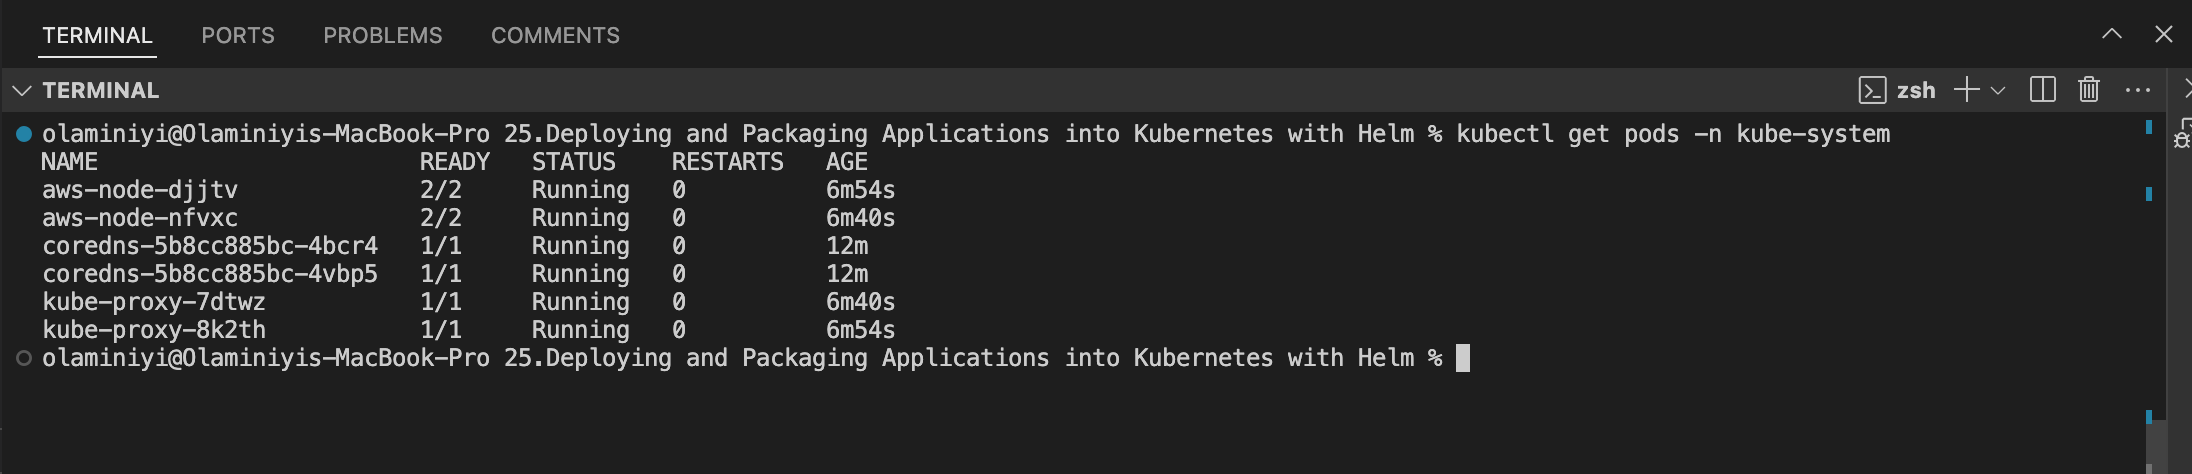 TERMINAL PORTS PROBLEMS COMMENTS
TERMINAL zsh
olaminiyi@Olaminiyis-MacBook-Pro 25.Deploying and Packaging Applications into Kubernetes with Helm % kubectl get pods -n kube-system
NAME READY STATUS RESTARTS AGE
aws-node-djjtv 2/2 Running 0 6m54s
aws-node-nfvxc 2/2 Running 0 6m40s
coredns-5b8cc885bc-4bcr4 1/1 Running 0 12m
coredns-5b8cc885bc-4vbp5 1/1 Running 0 12m
kube-proxy-7dtwz 1/1 Running 0 6m40s
kube-proxy-8k2th 1/1 Running 0 6m54s
olaminiyi@Olaminiyis-MacBook-Pro 25.Deploying and Packaging Applications into Kubernetes with Helm %